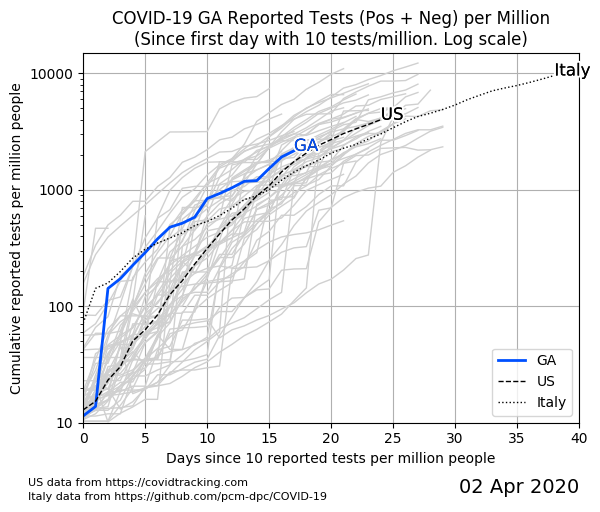 COVID-19 GA Reported Tests (Pos + Neg) per Million
(Since first day with 10 tests/million. Log scale)
Cumulative reported tests per million people
10000
1000
100
10
Italy
US
GA
GA
US
Italy
0 5 10 15 20 25 30 35 40
Days since 10 reported tests per million people
US data from https://covidtracking.com
Italy data from https://github.com/pcm-dpc/COVID-19
02 Apr 2020